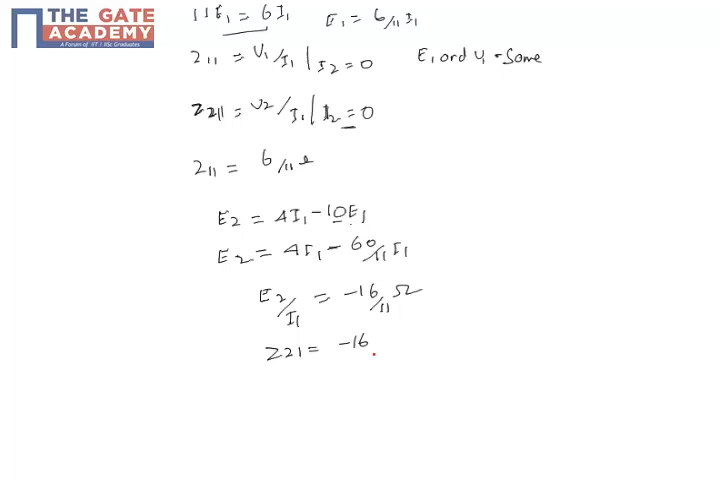 THE GATE
ACADEMY
A Forum of IIT / IISc Graduates
11E1 = 6I1 E1 = 6/11 I1
Z11 = V1/I1 | I2 = 0 E1 and V1 - Same
Z21 = V2/I1 | I2 = 0
Z11 = 6/11 Ω
E2 = 4I1 - 10E1
E2 = 4I1 - 60/11 I1
E2/I1 = -16/11 Ω
Z21 = -16